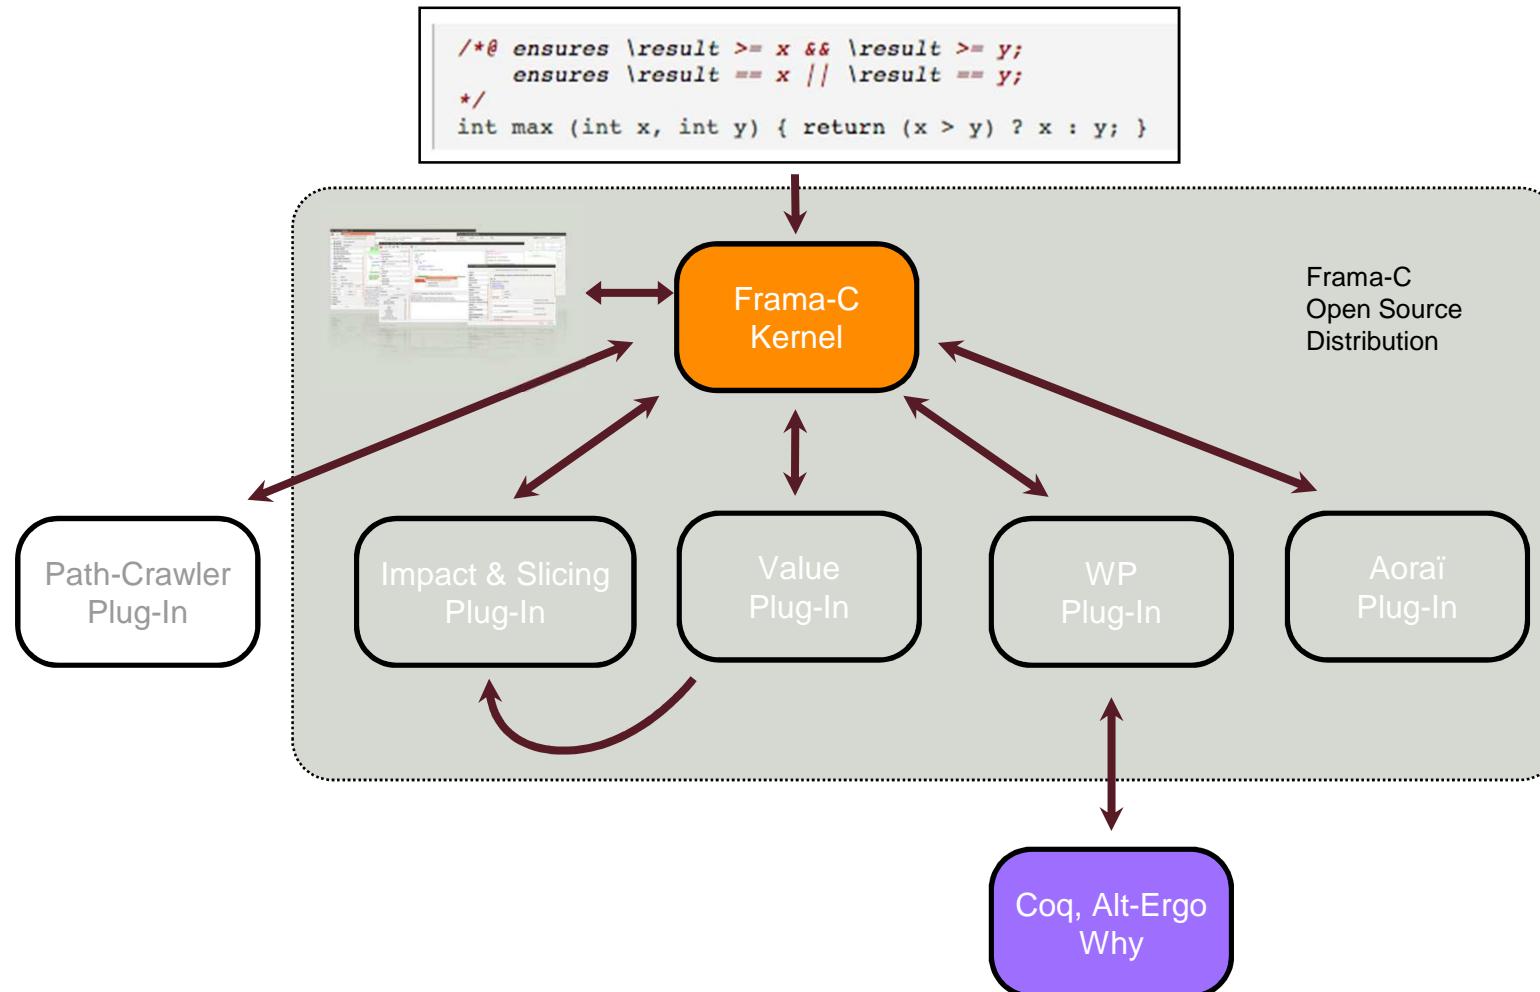 /*@ ensures \result >= x && \result >= y;
ensures \result == x || \result == y;
*/
int max (int x, int y) { return (x > y) ? x : y; }
Frama-C
Kernel
Frama-C
Open Source
Distribution
Path-Crawler
Plug-In
Impact & Slicing
Plug-In
Value
Plug-In
WP
Plug-In
Aoraï
Plug-In
Coq, Alt-Ergo
Why